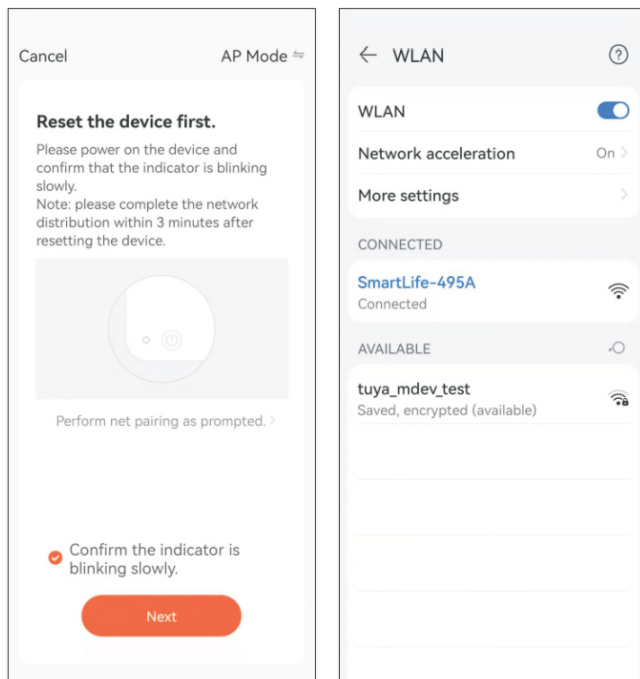 Cancel
AP Mode
Reset the device first.
Please power on the device and
confirm that the indicator is blinking
slowly.
Note: please complete the network
distribution within 3 minutes after
resetting the device.
Perform net pairing as prompted. >
Confirm the indicator is
blinking slowly.
Next
WLAN
WLAN
Network acceleration
On >
More settings
CONNECTED
SmartLife-495A
Connected
AVAILABLE
tuya_mdev_test
Saved, encrypted (available)